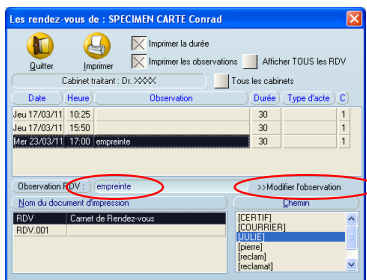 Les rendez-vous de : SPECIMEN CARTE Conrad
Quitter
Imprimer
Imprimer la durée
Imprimer les observations
Afficher TOUS les RDV
Cabinet traitant : Dr. XXXX
Tous les cabinets
Date Heure Observation Durée Type d'acte C
Jeu 17/03/11 10:25 30 1
Jeu 17/03/11 15:50 30 1
Mer 23/03/11 17:00 empreinte 30 1
Observation RDV : empreinte >>Modifier l'observation
Nom du document d'impression
Chemin
RDV Carnet de Rendez-vous
RDV.001
[CERTIF]
[COURRIER]
[JULIE]
[pierre]
[reclam]
[reclamat]